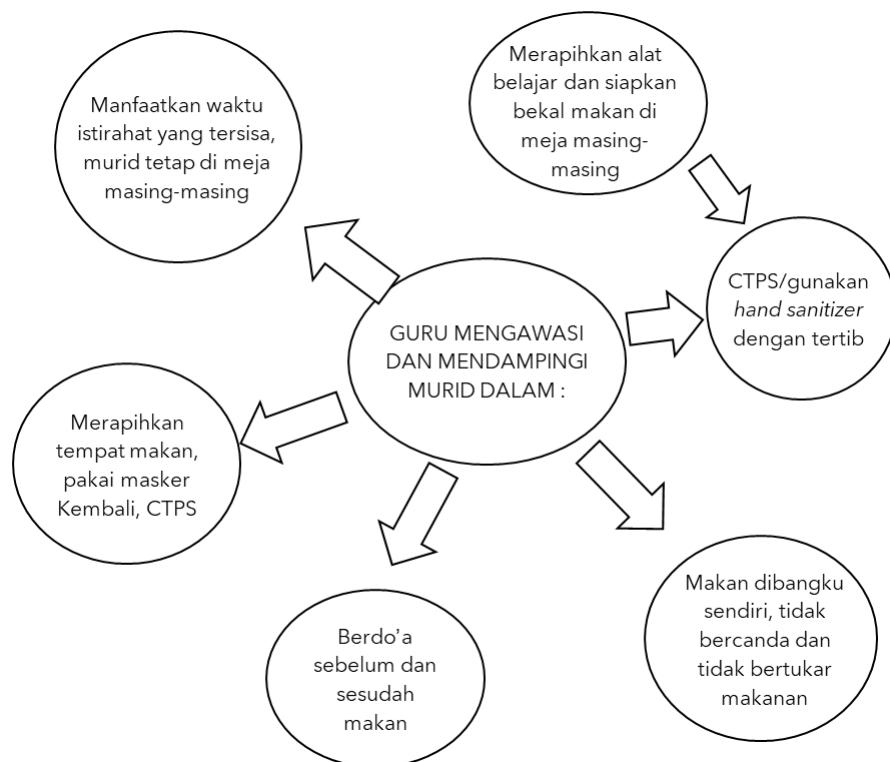 Manfaatkan waktu
istirahat yang tersisa,
murid tetap di meja
masing-masing
Merapihkan alat
belajar dan siapkan
bekal makan di
meja masing-
masing
CTPS/gunakan
hand sanitizer
dengan tertib
GURU MENGAWASI
DAN MENDAMPINGI
MURID DALAM :
Merapihkan
tempat makan,
pakai masker
Kembali, CTPS
Berdo'a
sebelum dan
sesudah
makan
Makan dibangku
sendiri, tidak
bercanda dan
tidak bertukar
makanan